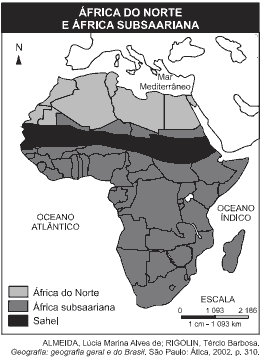 ÁFRICA DO NORTE
E ÁFRICA SUBSAARIANA
N
Mar
Mediterrâneo
OCEANO
ATLÂNTICO
OCEANO
ÍNDICO
África do Norte
África subsaariana
Sahel
ESCALA
0 1 093 2 186
1 cm - 1 093 km
ALMEIDA, Lúcia Marina Alves de; RIGOLIN, Tércio Barbosa.
Geografia: geografia geral e do Brasil. São Paulo: Ática, 2002, p. 310.